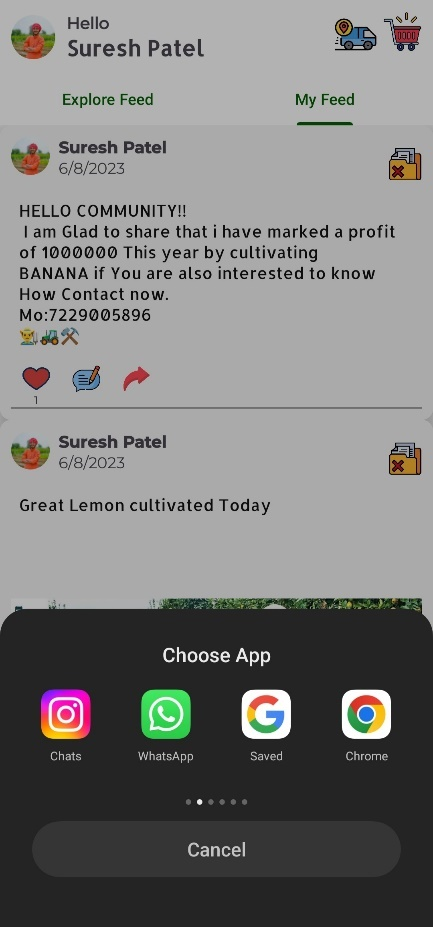 Hello
Suresh Patel
Explore Feed
My Feed
Suresh Patel
6/8/2023
HELLO COMMUNITY!!
I am Glad to share that i have marked a profit
of 1000000 This year by cultivating
BANANA if You are also interested to know
How Contact now.
Mo:7229005896
1
Suresh Patel
6/8/2023
Great Lemon cultivated Today
Choose App
Chats
WhatsApp
Saved
Chrome
Cancel